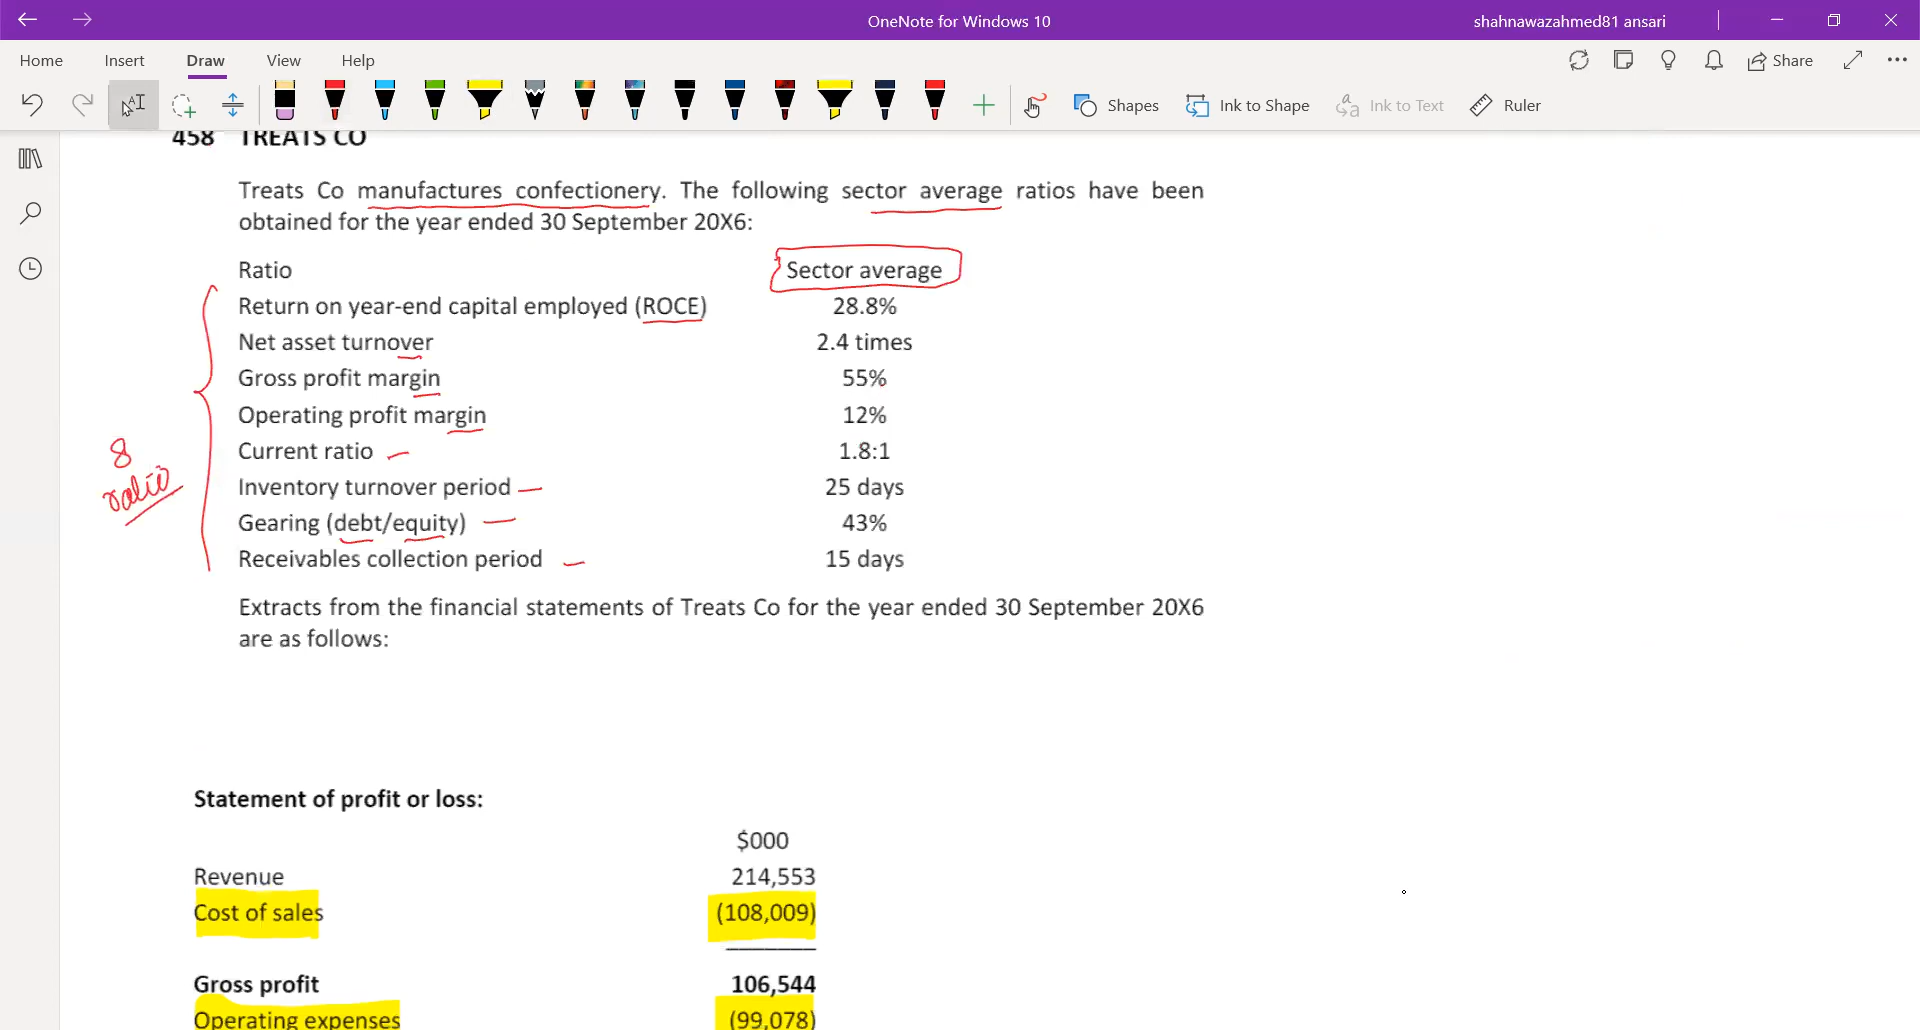 OneNote for Windows 10
shahnawazahmed81 ansari
Home Insert Draw View Help
Share
Shapes Ink to Shape Ink to Text Ruler
458 TREATS CO
Treats Co manufactures confectionery. The following sector average ratios have been
obtained for the year ended 30 September 20X6:
Ratio Sector average
Return on year-end capital employed (ROCE) 28.8%
Net asset turnover 2.4 times
Gross profit margin 55%
Operating profit margin 12%
Current ratio 1.8:1
Inventory turnover period 25 days
Gearing (debt/equity) 43%
Receivables collection period 15 days
8
ratio
Extracts from the financial statements of Treats Co for the year ended 30 September 20X6
are as follows:
Statement of profit or loss:
$000
Revenue 214,553
Cost of sales (108,009)
Gross profit 106,544
Operating expenses (99,078)